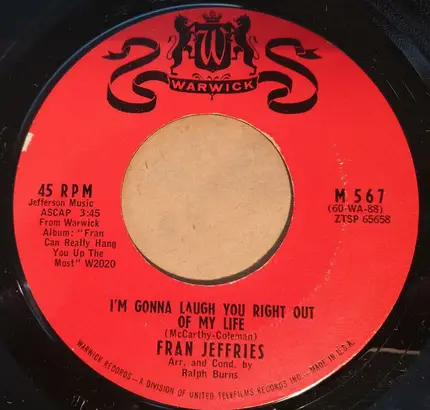 W
WARWICK
45 RPM
Jefferson Music
ASCAP 3:45
From Warwick
Album: "Fran
Can Really Hang
You Up The
Most" W2020
M 567
(60-WA-88)
ZTSP 65658
I'M GONNA LAUGH YOU RIGHT OUT
OF MY LIFE
(McCarthy-Coleman)
FRAN JEFFRIES
Arr. and Cond. by
Ralph Burns
WARWICK RECORDS—A DIVISION OF UNITED TELEFILMS RECORDS INC.—MADE IN U.S.A.